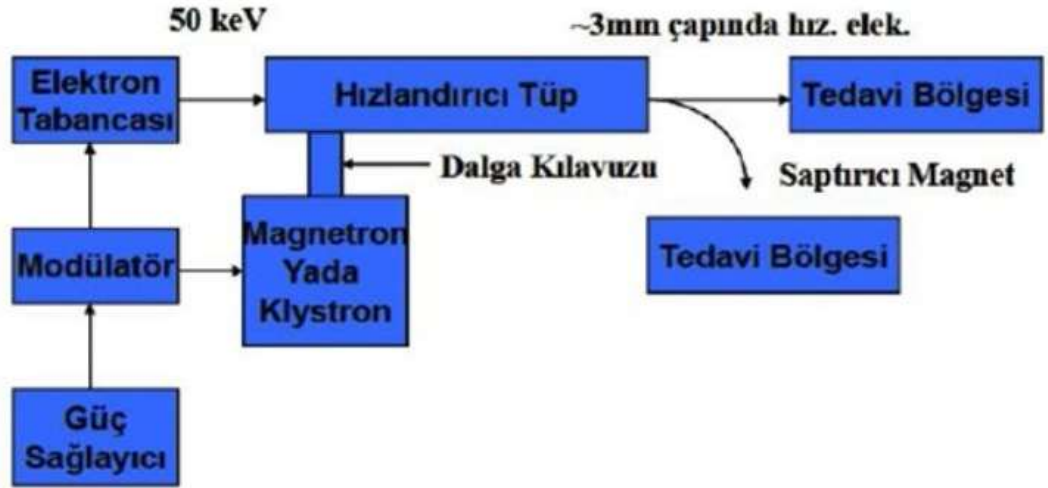 50 keV
~3mm çapında hız. elek.
Elektron
Tabancası
Hızlandırıcı Tüp
Tedavi Bölgesi
Dalga Kılavuzu
Saptırıcı Magnet
Modülatör
Magnetron
Yada
Klystron
Tedavi Bölgesi
Güç
Sağlayıcı